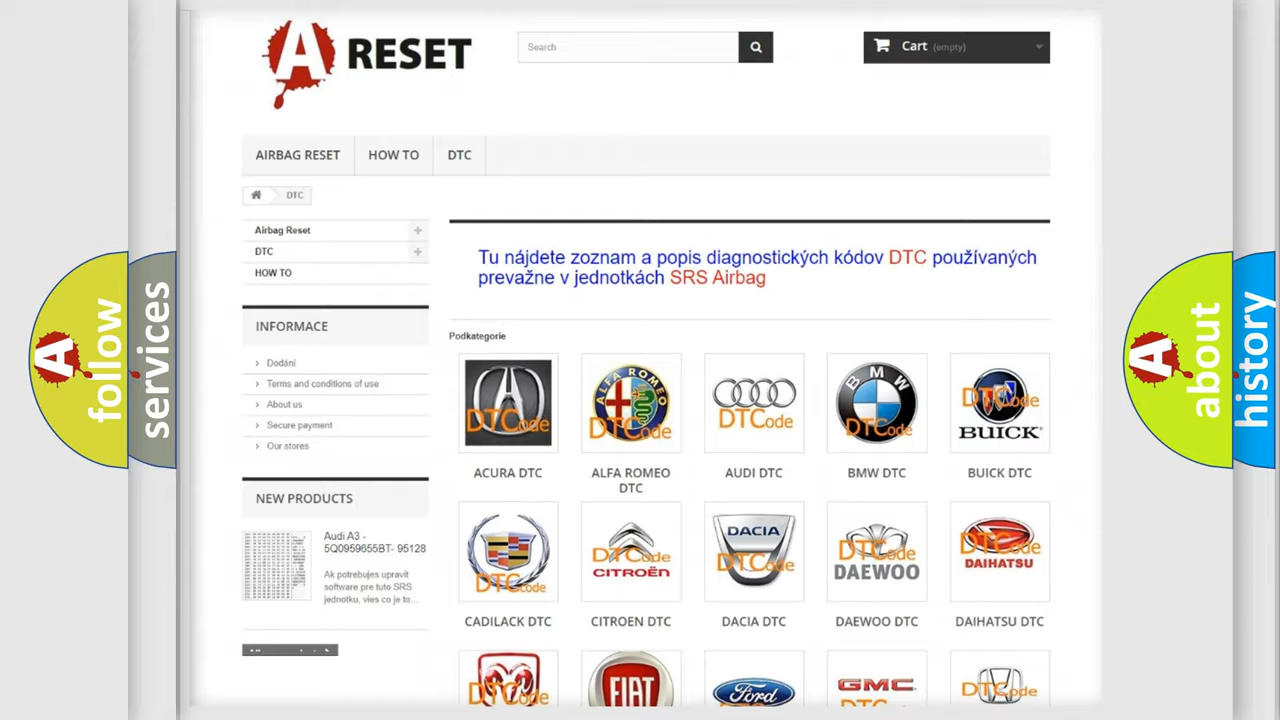 A RESET
Search
Cart (empty)
AIRBAG RESET
HOW TO
DTC
DTC
Airbag Reset
DTC
HOW TO
INFORMACE
Dodání
Terms and conditions of use
About us
Secure payment
Our stores
NEW PRODUCTS
Audi A3 -
5Q0959655BT- 95128
Ak potrebujes upravit
software pre tuto SRS
jednotku, vies co je to...
Tu nájdete zoznam a popis diagnostických kódov DTC používaných
prevažne v jednotkách SRS Airbag
Podkategorie
DTCode
ACURA DTC
ALFA ROMEO
DTCode
ALFA ROMEO
DTC
DTCode
AUDI DTC
BMW
DTCode
BMW DTC
DTCode
BUICK
BUICK DTC
DTCode
CADILACK DTC
DTCode
CITROËN
CITROEN DTC
DACIA
DTCode
DACIA DTC
DTCode
DAEWOO
DAEWOO DTC
DTCode
DAIHATSU
DAIHATSU DTC
DTCode
FIAT
Ford
GMC
DTCode
A follow
services
A about
history